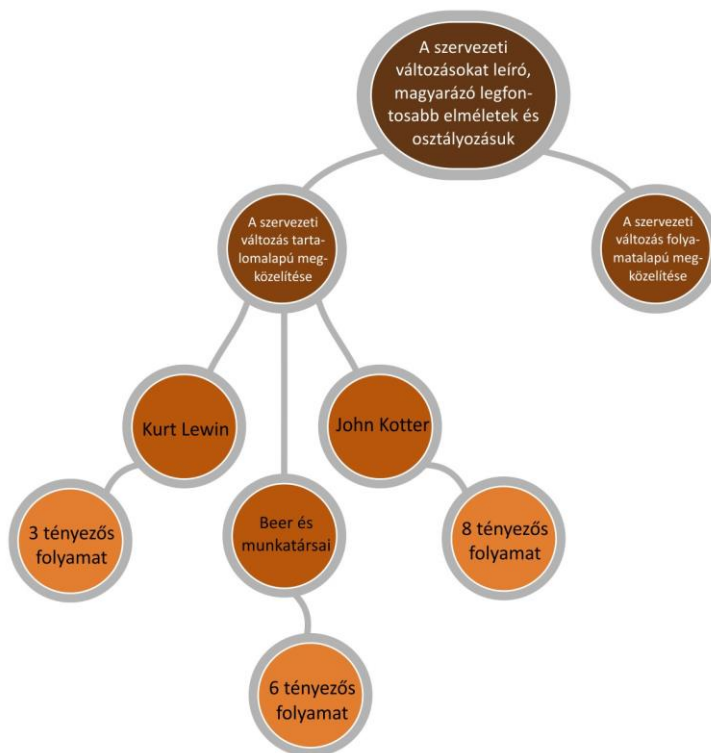 A szervezeti
változásokat leíró,
magyarázó legfon-
tosabb elméletek és
osztályozásuk
A szervezeti
változás tarta-
lomalapú meg-
közelítése
A szervezeti
változás folya-
matalapú meg-
közelítése
Kurt Lewin
John Kotter
3 tényezős
folyamat
Beer és
munkatársai
8 tényezős
folyamat
6 tényezős
folyamat